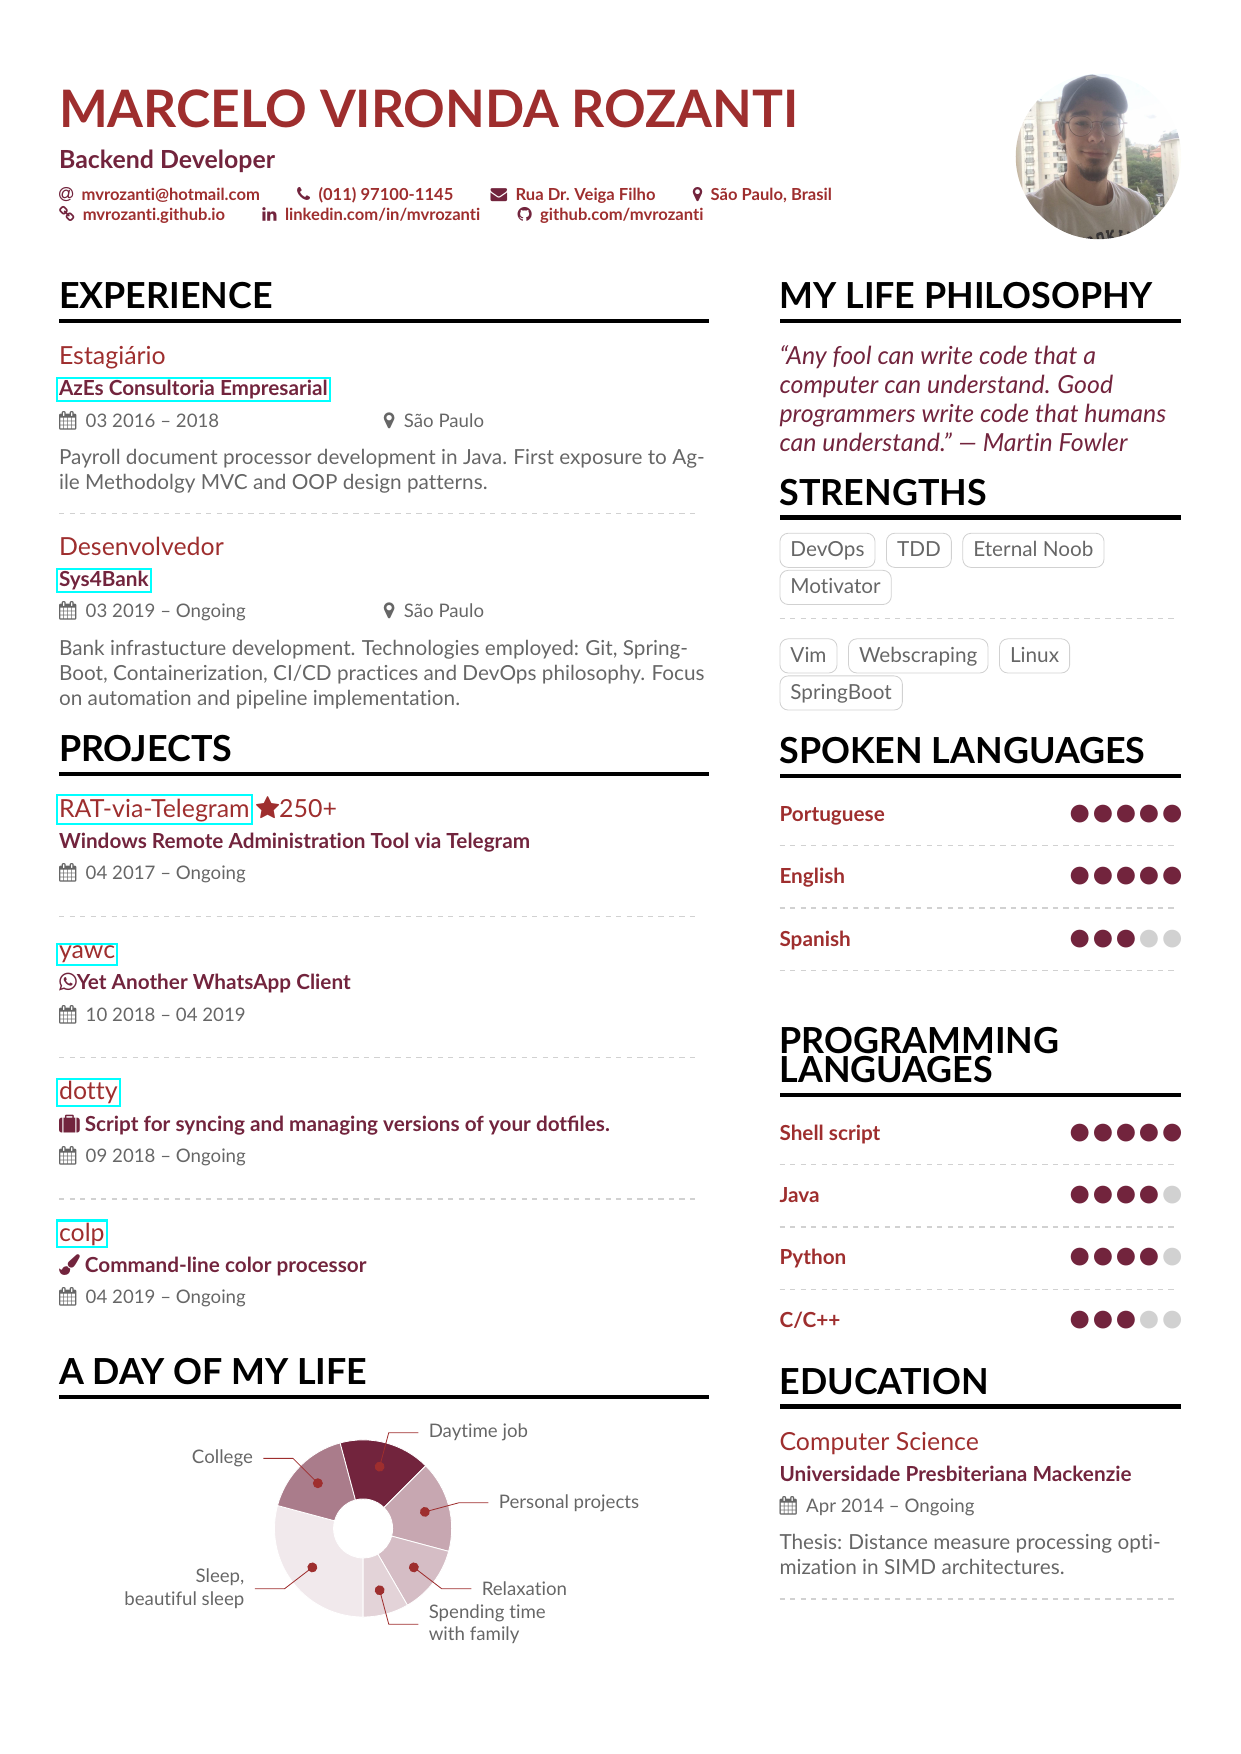 MARCELO VIRONDA ROZANTI
Backend Developer
mvrozanti@hotmail.com (011) 97100-1145 Rua Dr. Veiga Filho São Paulo, Brasil
mvrozanti.github.io linkedin.com/in/mvrozanti github.com/mvrozanti
EXPERIENCE
Estagiário
AzEs Consultoria Empresarial
03 2016 – 2018 São Paulo
Payroll document processor development in Java. First exposure to Ag-
ile Methodolgy MVC and OOP design patterns.
Desenvolvedor
Sys4Bank
03 2019 – Ongoing São Paulo
Bank infrastucture development. Technologies employed: Git, Spring-
Boot, Containerization, CI/CD practices and DevOps philosophy. Focus
on automation and pipeline implementation.
PROJECTS
RAT-via-Telegram ★250+
Windows Remote Administration Tool via Telegram
04 2017 – Ongoing
yawc
Yet Another WhatsApp Client
10 2018 – 04 2019
dotty
Script for syncing and managing versions of your dotfiles.
09 2018 – Ongoing
colp
Command-line color processor
04 2019 – Ongoing
A DAY OF MY LIFE
Daytime job
College
Personal projects
Sleep,
beautiful sleep
Relaxation
Spending time
with family
MY LIFE PHILOSOPHY
“Any fool can write code that a
computer can understand. Good
programmers write code that humans
can understand.” — Martin Fowler
STRENGTHS
DevOps TDD Eternal Noob
Motivator
Vim Webscraping Linux
SpringBoot
SPOKEN LANGUAGES
Portuguese
English
Spanish
PROGRAMMING
LANGUAGES
Shell script
Java
Python
C/C++
EDUCATION
Computer Science
Universidade Presbiteriana Mackenzie
Apr 2014 – Ongoing
Thesis: Distance measure processing opti-
mization in SIMD architectures.